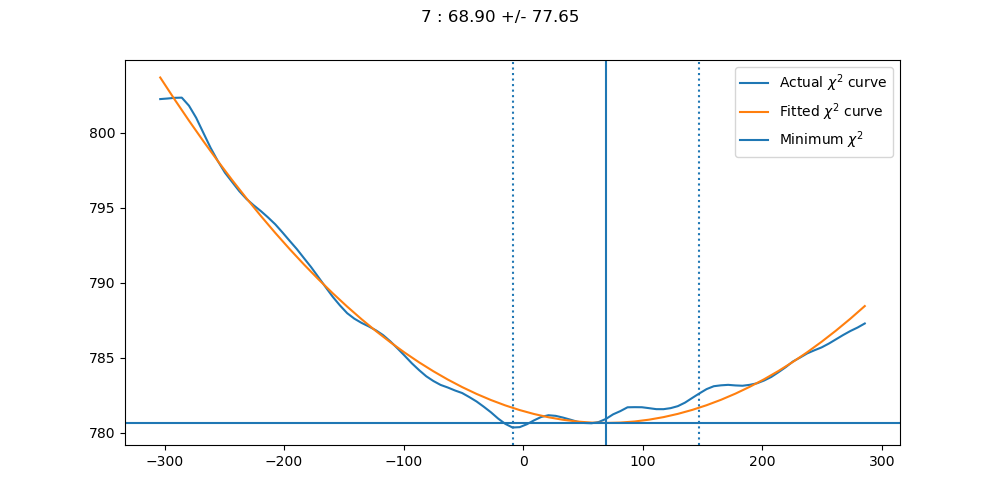 7 : 68.90 +/- 77.65
Actual χ² curve
Fitted χ² curve
Minimum χ²
800
795
790
785
780
−300 −200 −100 0 100 200 300